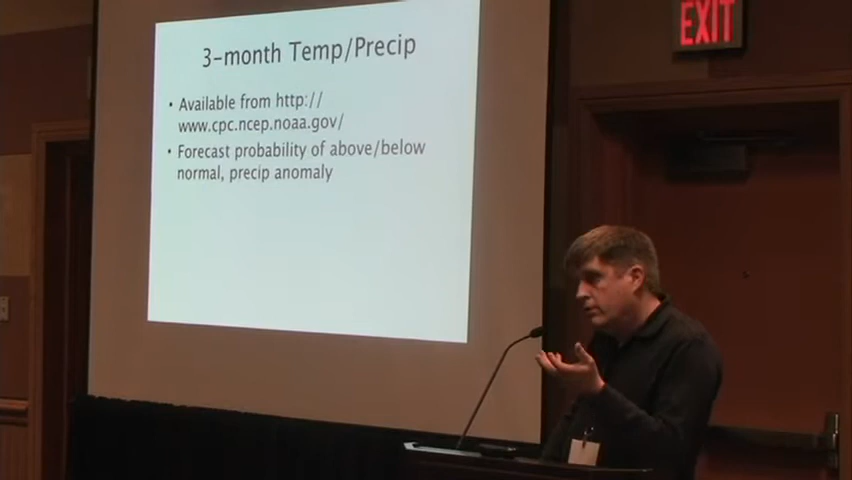 EXIT
3-month Temp/Precip
• Available from http://
www.cpc.ncep.noaa.gov/
• Forecast probability of above/below
normal, precip anomaly